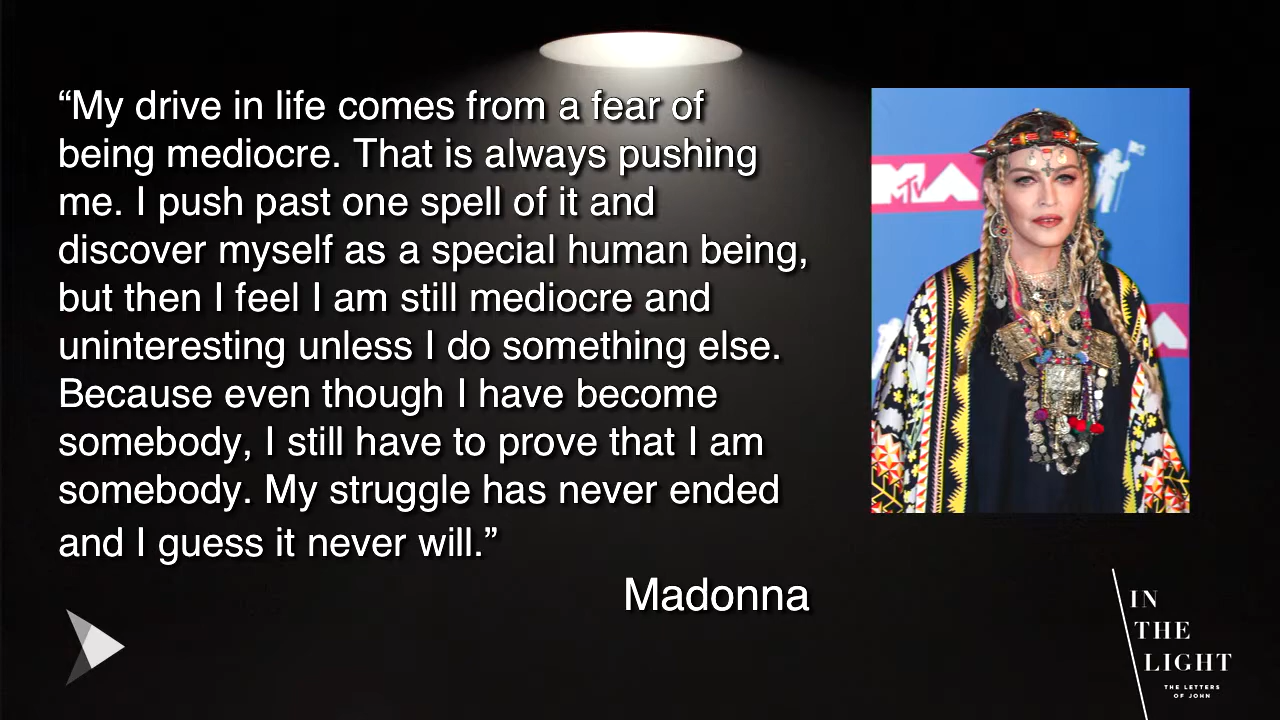 “My drive in life comes from a fear of
being mediocre. That is always pushing
me. I push past one spell of it and
discover myself as a special human being,
but then I feel I am still mediocre and
uninteresting unless I do something else.
Because even though I have become
somebody, I still have to prove that I am
somebody. My struggle has never ended
and I guess it never will.”
Madonna
MTV
IN
THE
LIGHT
THE LETTERS
OF JOHN